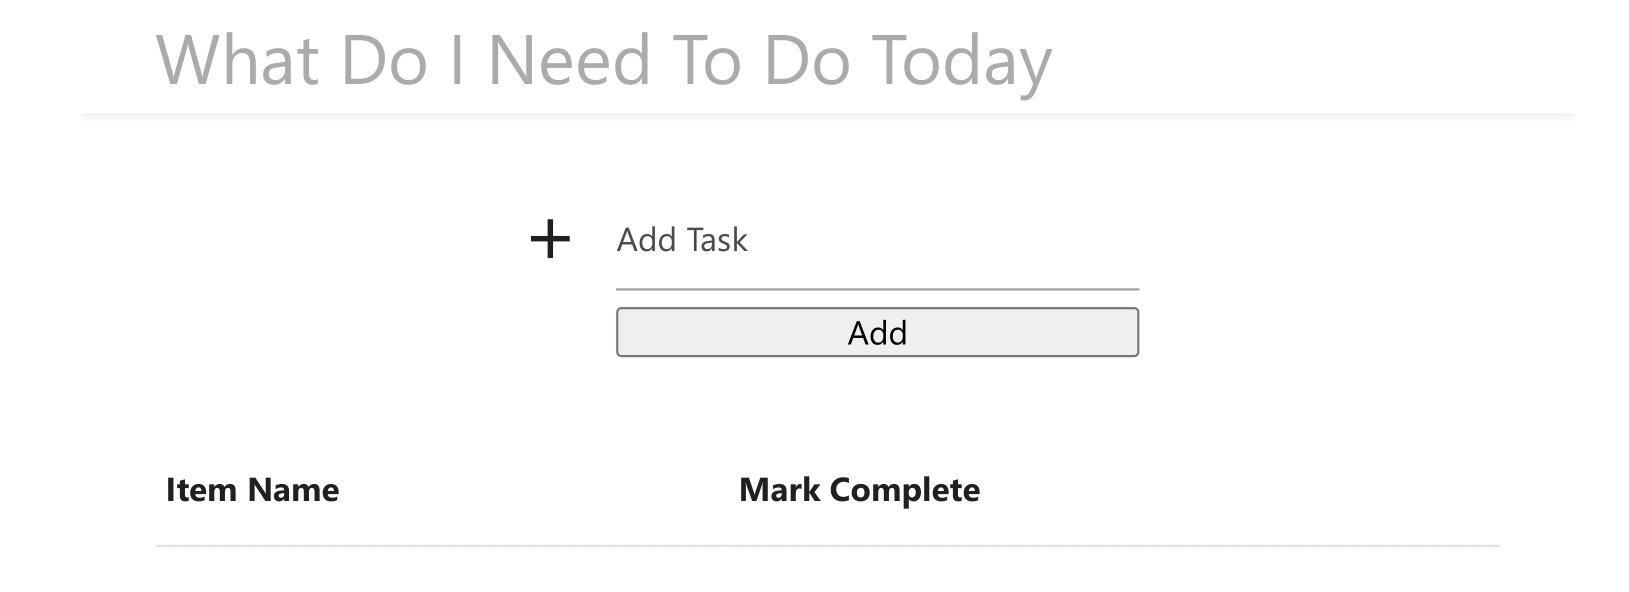 What Do I Need To Do Today
+ Add Task
Add
Item Name Mark Complete